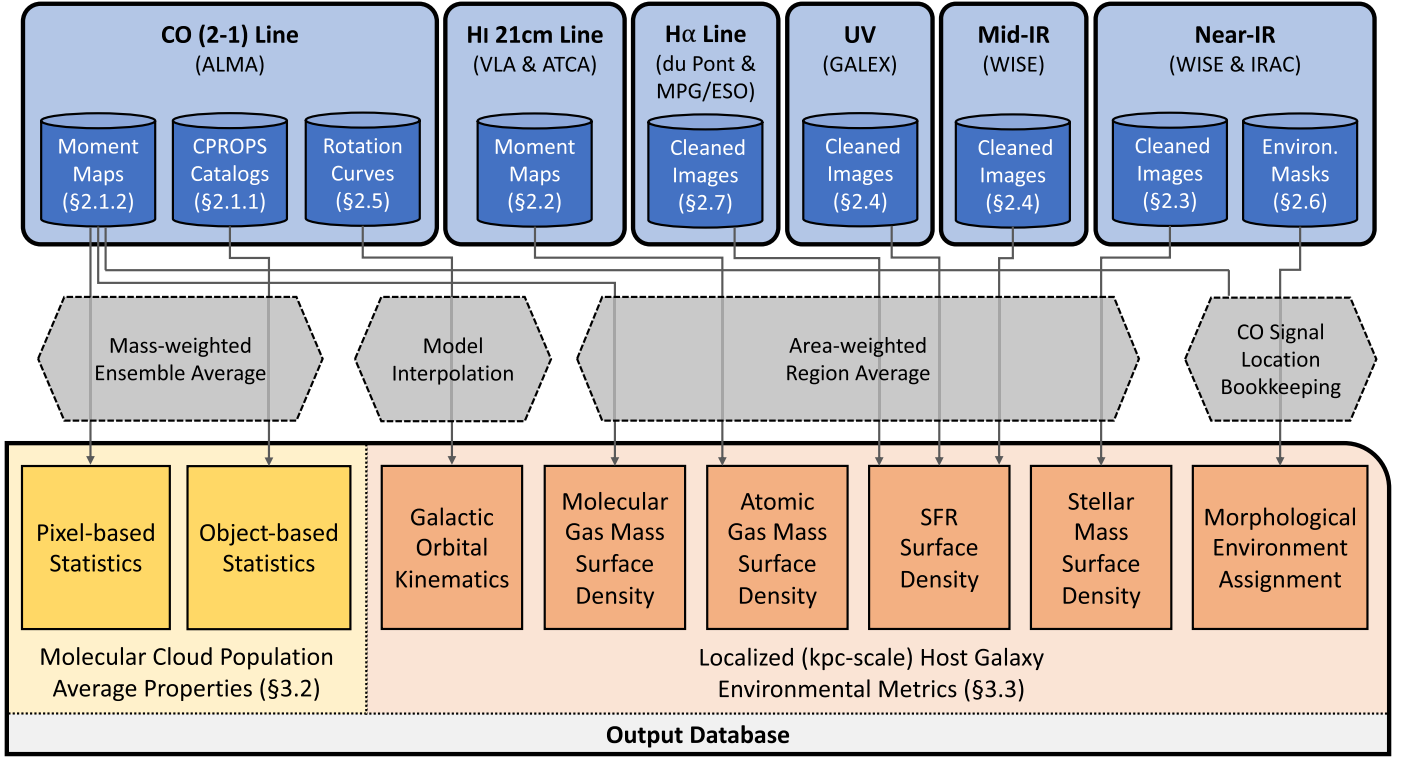 CO (2-1) Line
(ALMA)
Moment
Maps
(§2.1.2)
CPROPS
Catalogs
(§2.1.1)
Rotation
Curves
(§2.5)
HI 21cm Line
(VLA & ATCA)
Moment
Maps
(§2.2)
Hα Line
(du Pont &
MPG/ESO)
Cleaned
Images
(§2.7)
UV
(GALEX)
Cleaned
Images
(§2.4)
Mid-IR
(WISE)
Cleaned
Images
(§2.4)
Near-IR
(WISE & IRAC)
Cleaned
Images
(§2.3)
Environ.
Masks
(§2.6)
Mass-weighted
Ensemble Average
Model
Interpolation
Area-weighted
Region Average
CO Signal
Location
Bookkeeping
Pixel-based
Statistics
Object-based
Statistics
Galactic
Orbital
Kinematics
Molecular
Gas Mass
Surface
Density
Atomic
Gas Mass
Surface
Density
SFR
Surface
Density
Stellar
Mass
Surface
Density
Morphological
Environment
Assignment
Molecular Cloud Population
Average Properties (§3.2)
Localized (kpc-scale) Host Galaxy
Environmental Metrics (§3.3)
Output Database